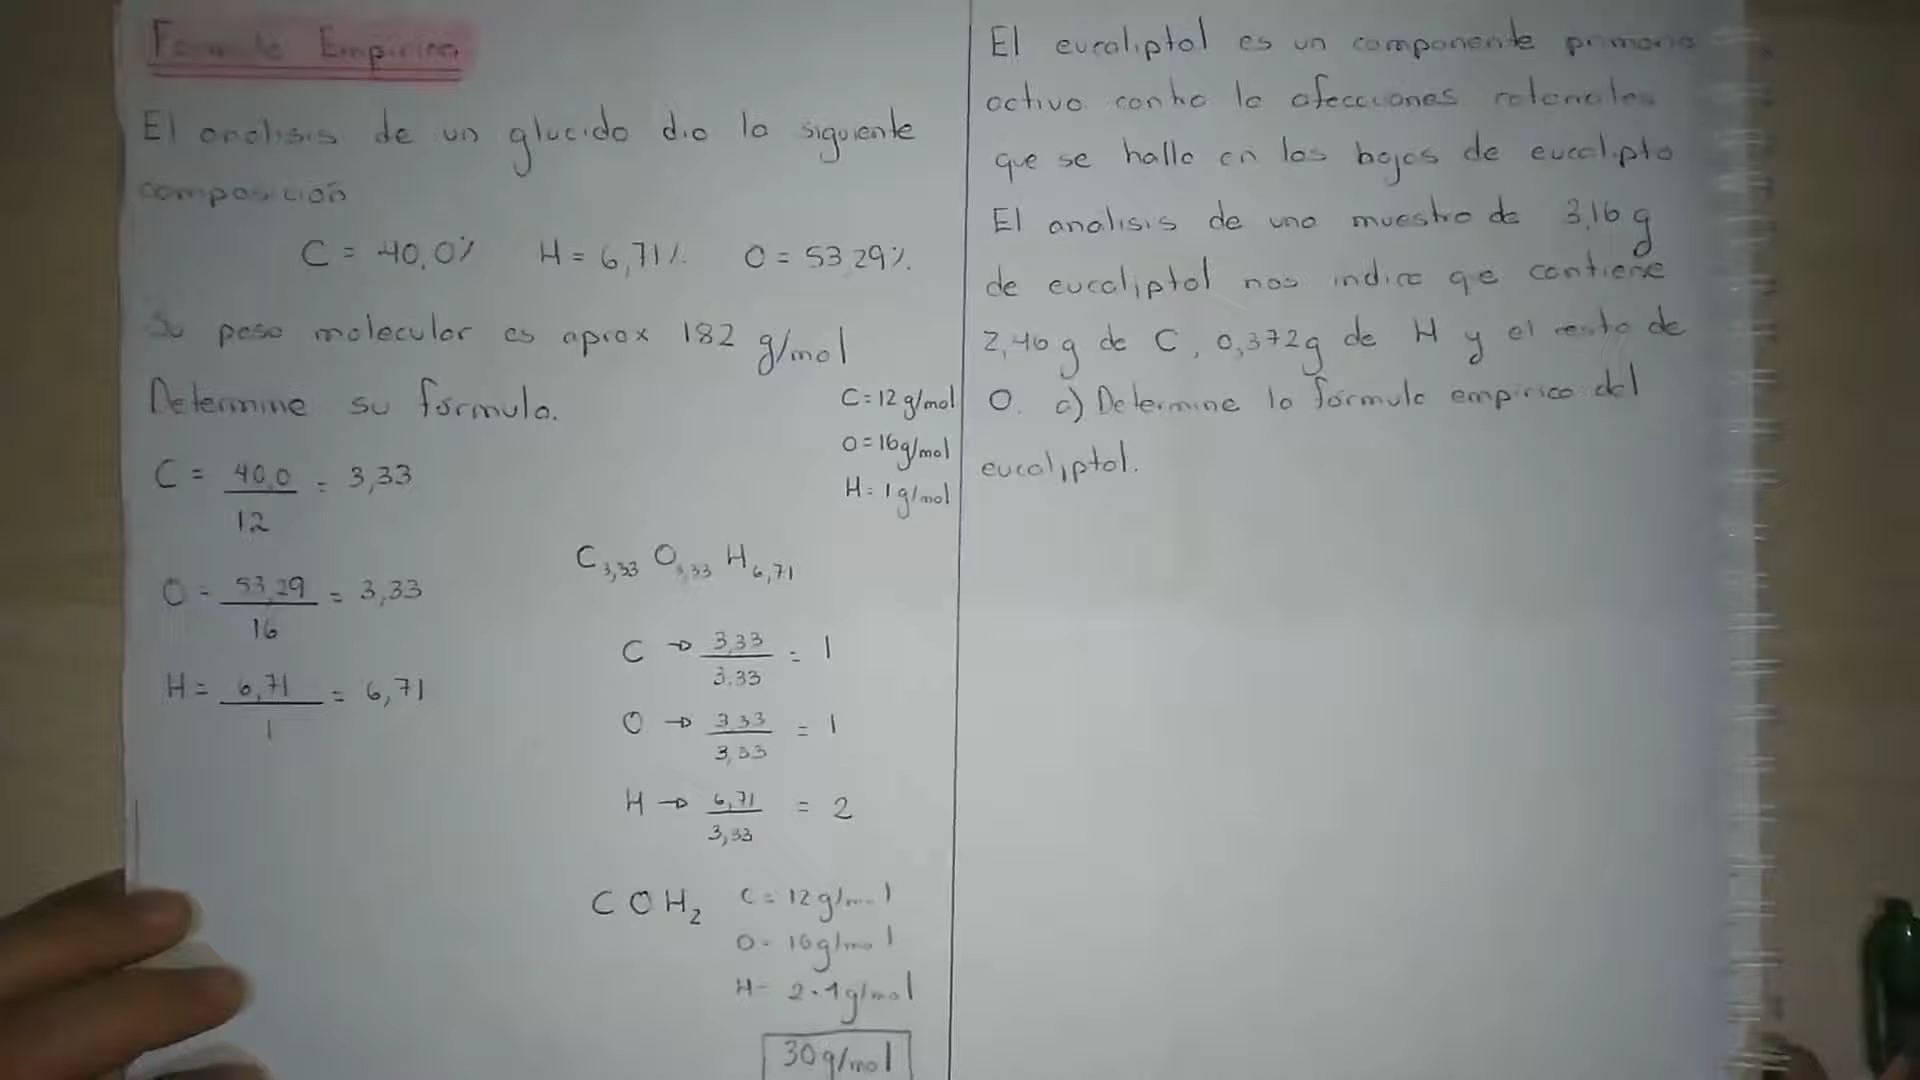 Formula Empirica
El analisis de un glucido dio la siguiente
composicion
C = 40,0% H = 6,71% O = 53,29%
Su peso molecular es aprox 182 g/mol
Determine su formula.
C = 12 g/mol
O = 16 g/mol
H = 1 g/mol
C = 40,0 / 12 = 3,33
O = 53,29 / 16 = 3,33
H = 6,71 / 1 = 6,71
C3,33 O3,33 H6,71
C → 3,33 / 3,33 = 1
O → 3,33 / 3,33 = 1
H → 6,71 / 3,33 = 2
C O H2
C = 12 g/mol
O = 16 g/mol
H = 2·1 g/mol
30 g/mol
El eucaliptol es un componente primario
activo contra la afecciones
que se halla en las hojas de eucalipto
El analisis de una muestra de 3,16 g
de eucaliptol nos indica qe contiene
2,46 g de C, 0,372 g de H y el resto de
O. a) Determine la formula empirica del
eucaliptol.